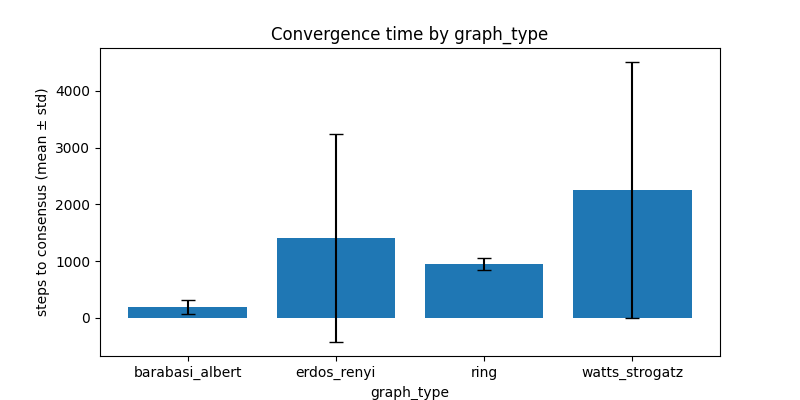 Convergence time by graph_type
steps to consensus (mean ± std)
4000
3000
2000
1000
0
barabasi_albert erdos_renyi ring watts_strogatz
graph_type